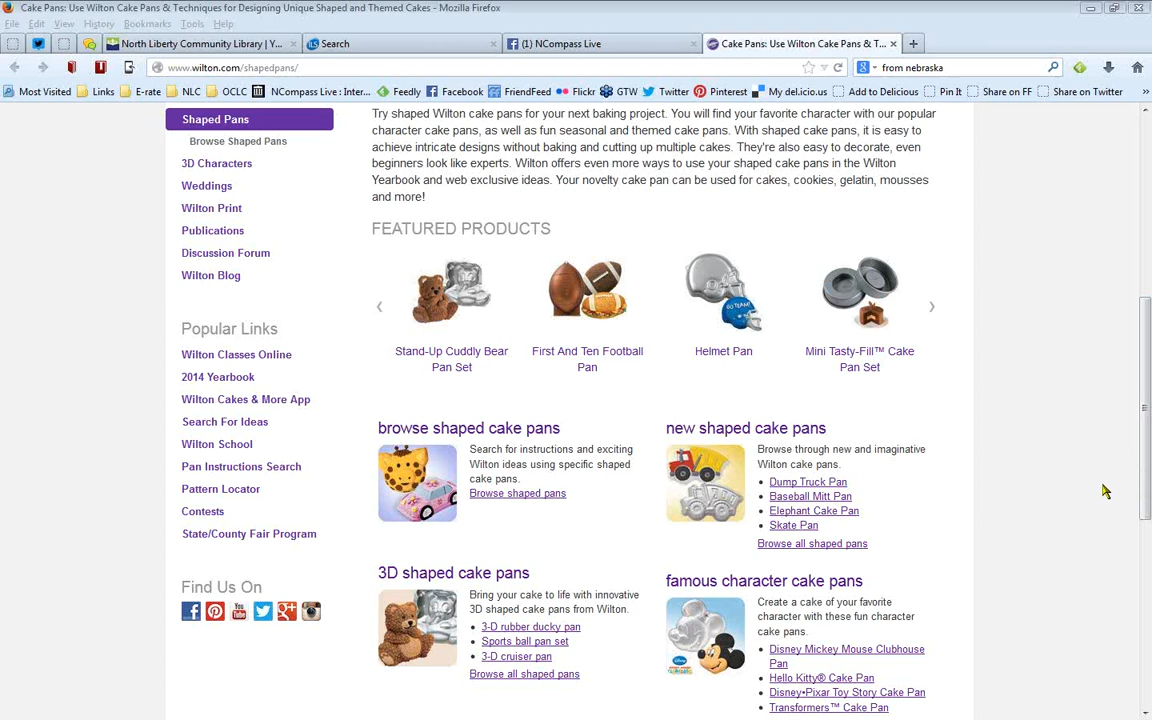 Cake Pans: Use Wilton Cake Pans & Techniques for Designing Unique Shaped and Themed Cakes - Mozilla Firefox
File Edit View History Bookmarks Tools Help
North Liberty Community Library | Y...
Search
(1) NCompass Live
Cake Pans: Use Wilton Cake Pans & T...
www.wilton.com/shapedpans/
from nebraska
Most Visited Links E-rate NLC OCLC NCompass Live : Inter... Feedly Facebook FriendFeed Flickr GTW Twitter Pinterest My del.icio.us Add to Delicious Pin It Share on FF Share on Twitter
Shaped Pans
Browse Shaped Pans
3D Characters
Weddings
Wilton Print
Publications
Discussion Forum
Wilton Blog
Popular Links
Wilton Classes Online
2014 Yearbook
Wilton Cakes & More App
Search For Ideas
Wilton School
Pan Instructions Search
Pattern Locator
Contests
State/County Fair Program
Find Us On
Try shaped Wilton cake pans for your next baking project. You will find your favorite character with our popular
character cake pans, as well as fun seasonal and themed cake pans. With shaped cake pans, it is easy to
achieve intricate designs without baking and cutting up multiple cakes. They're also easy to decorate, even
beginners look like experts. Wilton offers even more ways to use your shaped cake pans in the Wilton
Yearbook and web exclusive ideas. Your novelty cake pan can be used for cakes, cookies, gelatin, mousses
and more!
FEATURED PRODUCTS
GO TEAM!
Stand-Up Cuddly Bear
Pan Set
First And Ten Football
Pan
Helmet Pan
Mini Tasty-Fill™ Cake
Pan Set
browse shaped cake pans
Search for instructions and exciting
Wilton ideas using specific shaped
cake pans.
Browse shaped pans
new shaped cake pans
Browse through new and imaginative
Wilton cake pans.
Dump Truck Pan
Baseball Mitt Pan
Elephant Cake Pan
Skate Pan
Browse all shaped pans
3D shaped cake pans
Bring your cake to life with innovative
3D shaped cake pans from Wilton.
3-D rubber ducky pan
Sports ball pan set
3-D cruiser pan
Browse all shaped pans
famous character cake pans
Create a cake of your favorite
character with these fun character
cake pans.
Disney Mickey Mouse Clubhouse
Pan
Hello Kitty® Cake Pan
Disney•Pixar Toy Story Cake Pan
Transformers™ Cake Pan